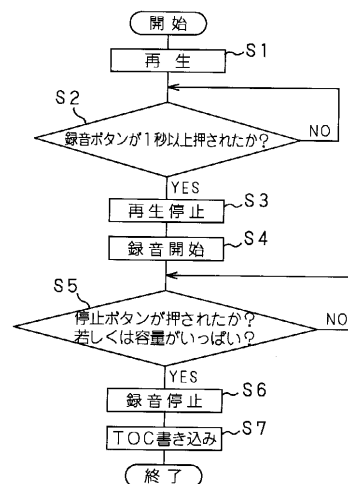 開始
S1
再生
S2
録音ボタンが1秒以上押されたか?
NO
YES
S3
再生停止
S4
録音開始
S5
停止ボタンが押されたか?
若しくは容量がいっぱい?
NO
YES
S6
録音停止
S7
TOC書き込み
終了